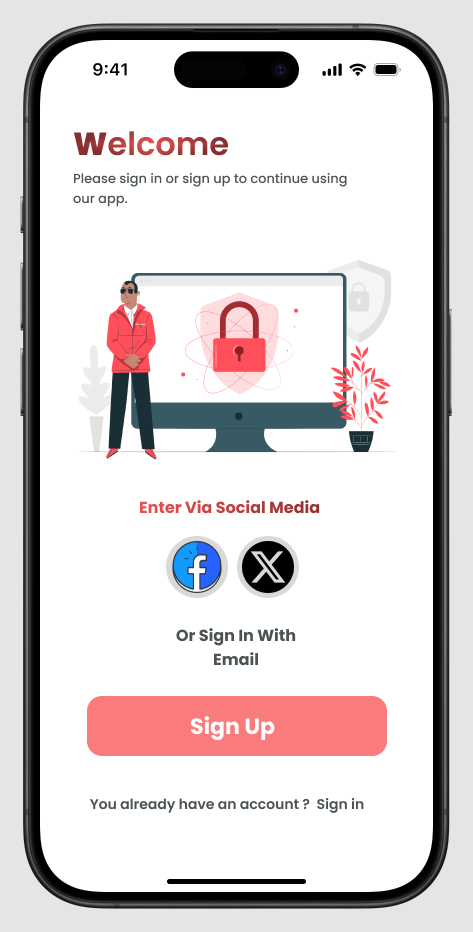 9:41
Welcome
Please sign in or sign up to continue using
our app.
Enter Via Social Media
Or Sign In With
Email
Sign Up
You already have an account ? Sign in